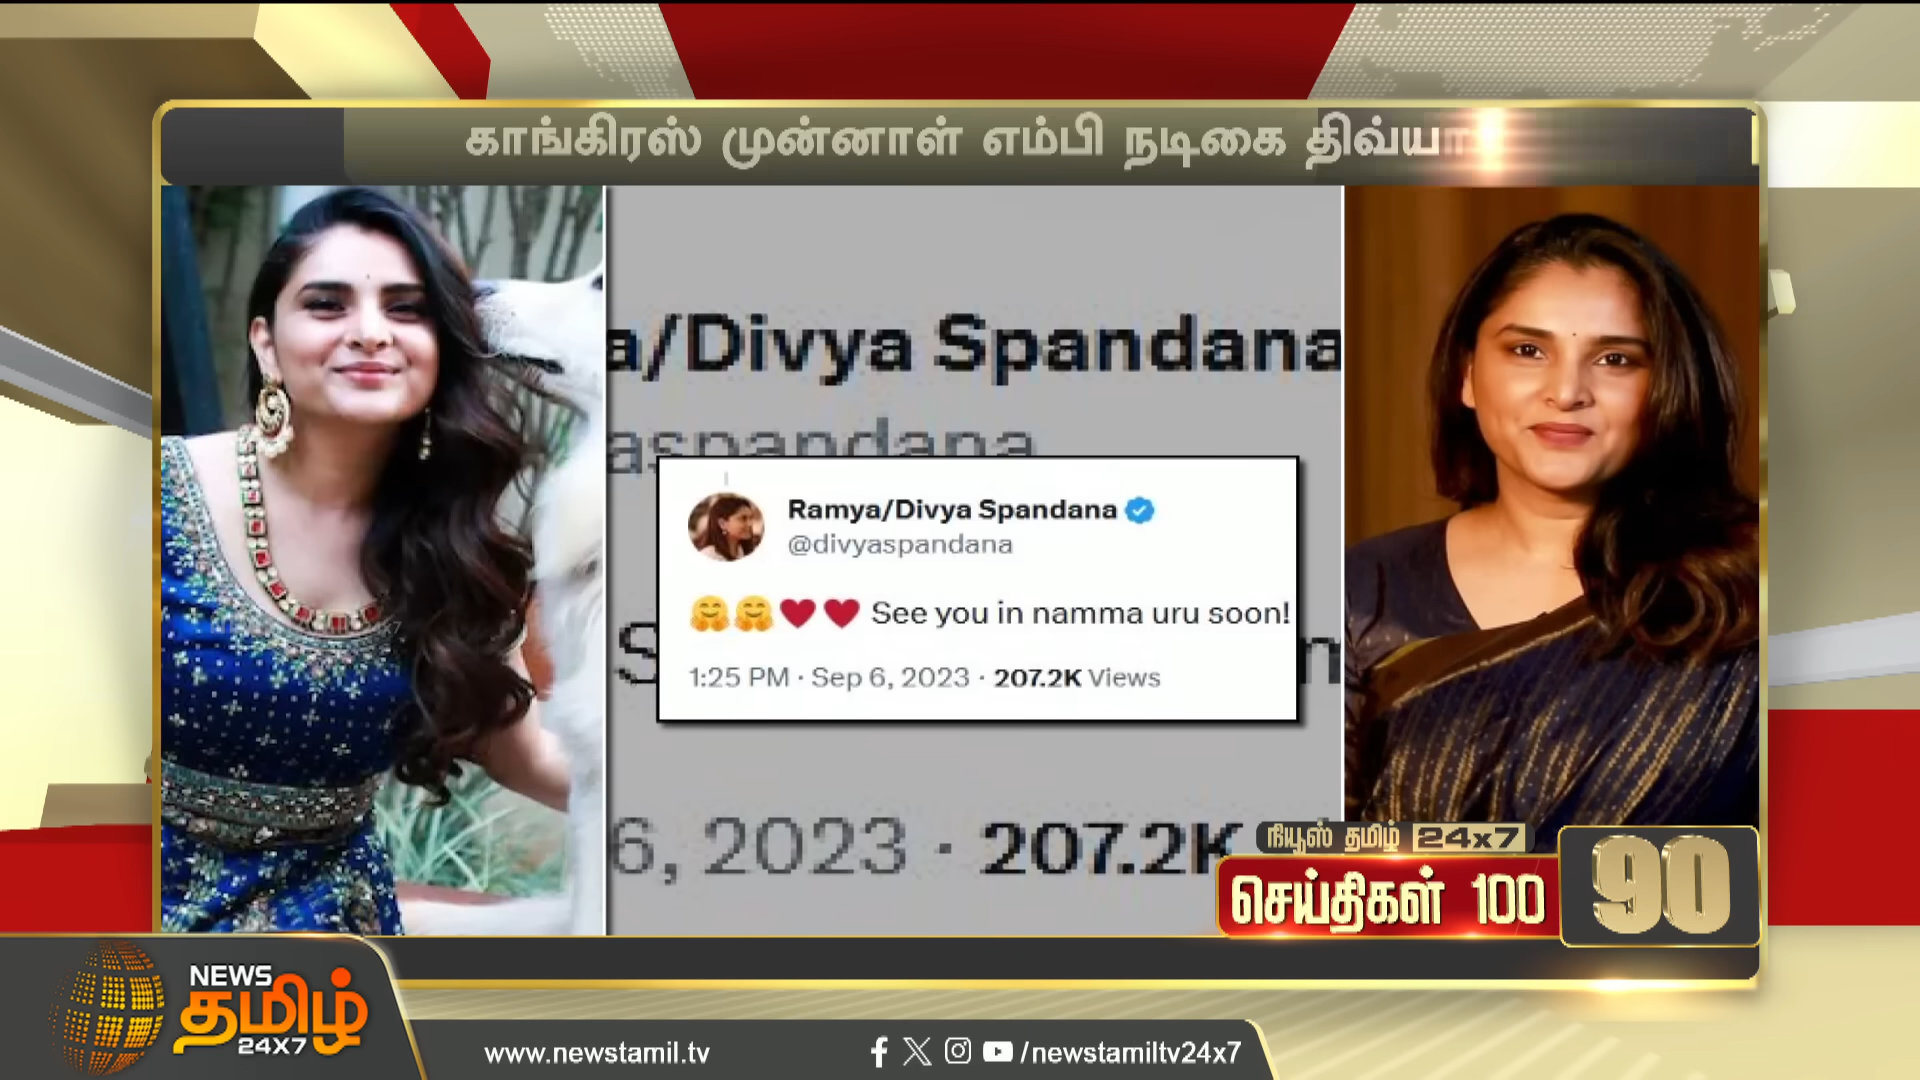 காங்கிரஸ் முன்னாள் எம்பி நடிகை திவ்யா
a/Divya Spandana
aspandana
Ramya/Divya Spandana
@divyaspandana
🤗🤗❤️❤️ See you in namma uru soon!
1:25 PM · Sep 6, 2023 · 207.2K Views
6, 2023 · 207.2K
நியூஸ் தமிழ் 24x7
செய்திகள் 100
90
NEWS
தமிழ்
24X7
www.newstamil.tv
/newstamiltv24x7